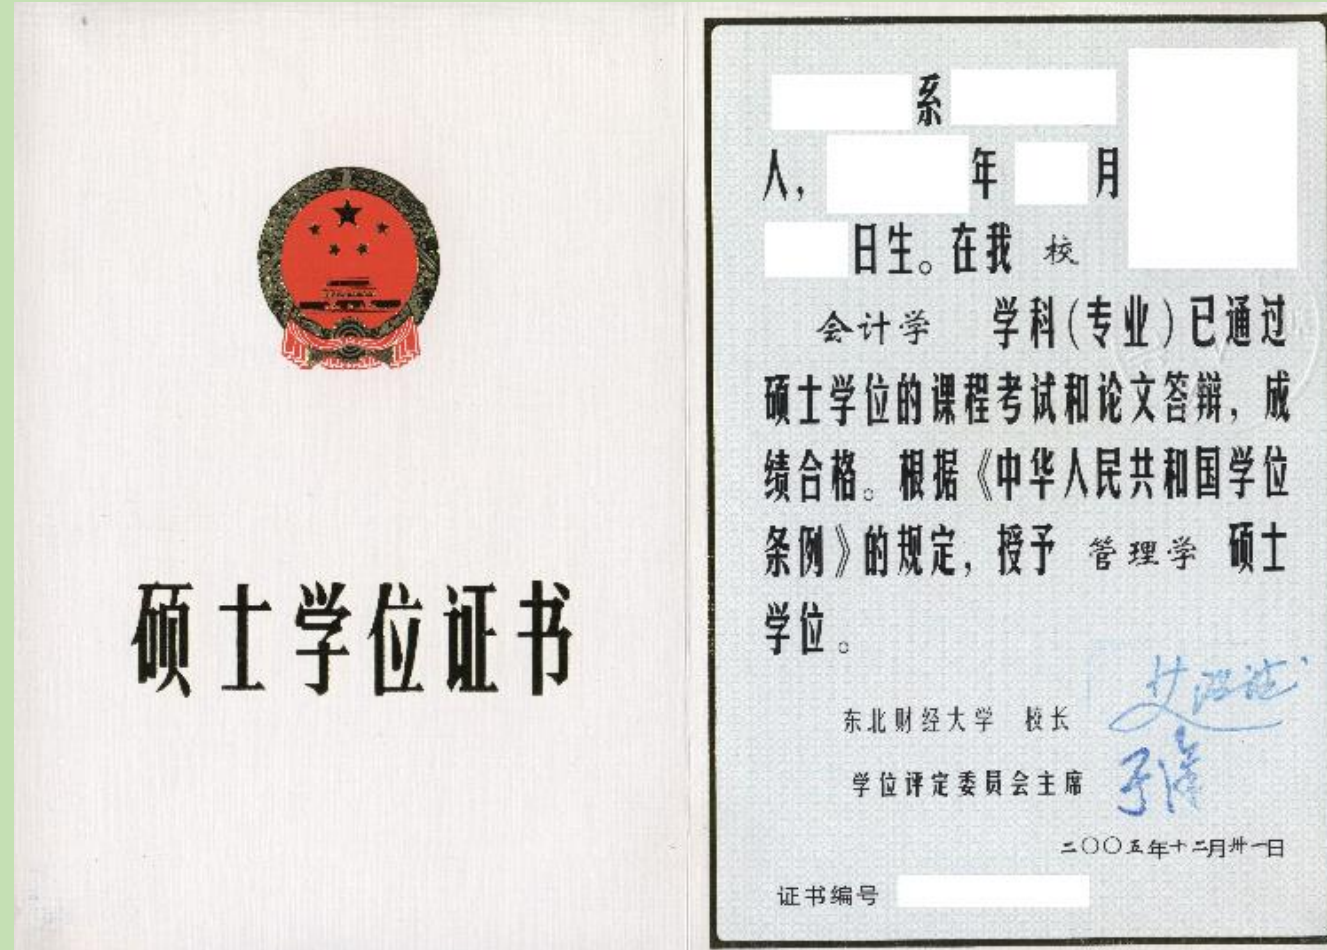 硕士学位证书
系
人, 年 月
日生。在我 校
会计学 学科(专业)已通过
硕士学位的课程考试和论文答辩, 成
绩合格。根据《中华人民共和国学位
条例》的规定, 授予 管理学 硕士
学位。
东北财经大学 校长
学位评定委员会主席
二〇〇五年十二月卅一日
证书编号